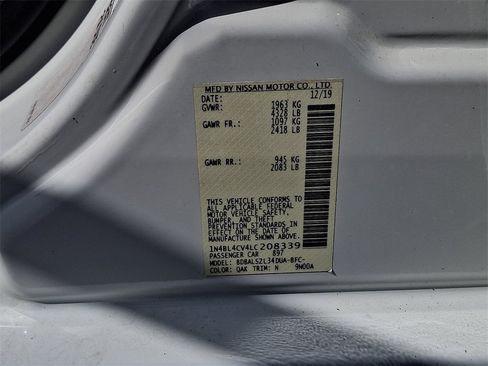 MFD BY NISSAN MOTOR CO., LTD.
DATE: 12/19
GVWR: 1963 KG
4328 LB
GAWR FR.: 1097 KG
2418 LB
GAWR RR.: 945 KG
2083 LB
THIS VEHICLE CONFORMS TO
ALL APPLICABLE FEDERAL
MOTOR VEHICLE SAFETY,
BUMPER, AND THEFT
PREVENTION STANDARDS
IN EFFECT ON THE DATE OF
MANUFACTURE SHOWN ABOVE.
1N4BL4CV4LC208339
PASSENGER CAR 897
MODEL: BDBALS2L34DUA-BFC-
COLOR: QAK TRIM: N 9N00A